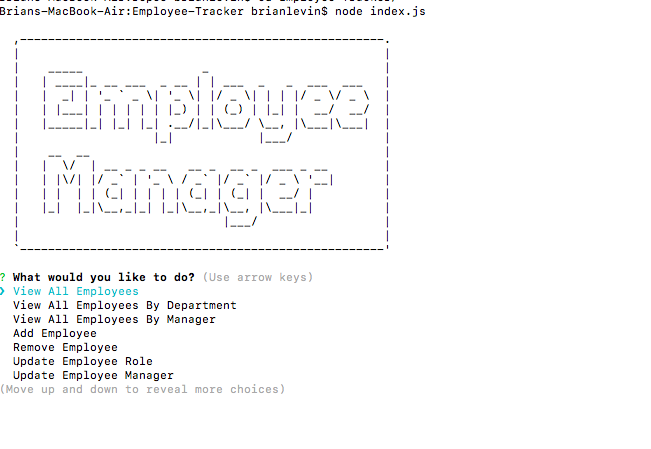 Brians-MacBook-Air:Employee-Tracker brianlevin$ node index.js
Employee
Manager
? What would you like to do? (Use arrow keys)
❯ View All Employees
View All Employees By Department
View All Employees By Manager
Add Employee
Remove Employee
Update Employee Role
Update Employee Manager
(Move up and down to reveal more choices)